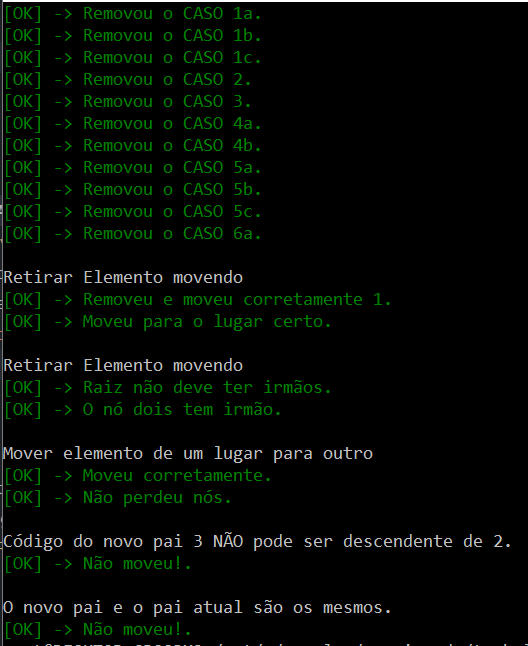 [OK] -> Removou o CASO 1a.
[OK] -> Removou o CASO 1b.
[OK] -> Removou o CASO 1c.
[OK] -> Removou o CASO 2.
[OK] -> Removou o CASO 3.
[OK] -> Removou o CASO 4a.
[OK] -> Removou o CASO 4b.
[OK] -> Removou o CASO 5a.
[OK] -> Removou o CASO 5b.
[OK] -> Removou o CASO 5c.
[OK] -> Removou o CASO 6a.
Retirar Elemento movendo
[OK] -> Removeu e moveu corretamente 1.
[OK] -> Moveu para o lugar certo.
Retirar Elemento movendo
[OK] -> Raiz não deve ter irmãos.
[OK] -> O nó dois tem irmão.
Mover elemento de um lugar para outro
[OK] -> Moveu corretamente.
[OK] -> Não perdeu nós.
Código do novo pai 3 NÃO pode ser descendente de 2.
[OK] -> Não moveu!.
O novo pai e o pai atual são os mesmos.
[OK] -> Não moveu!.